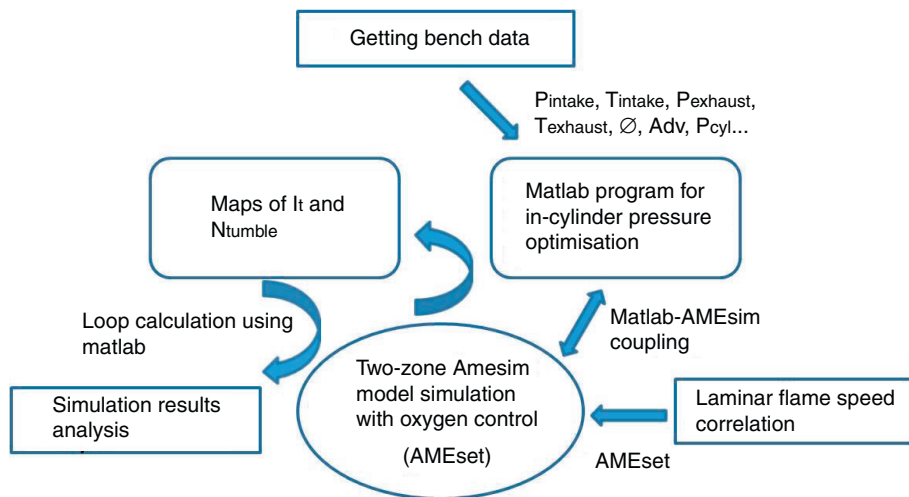 Getting bench data
Pintake, Tintake, Pexhaust,
Texhaust, ∅, Adv, Pcyl...
Maps of It and
Ntumble
Matlab program for
in-cylinder pressure
optimisation
Loop calculation using
matlab
Matlab-AMEsim
coupling
Two-zone Amesim
model simulation
with oxygen control
(AMEset)
Simulation results
analysis
Laminar flame speed
correlation
AMEset